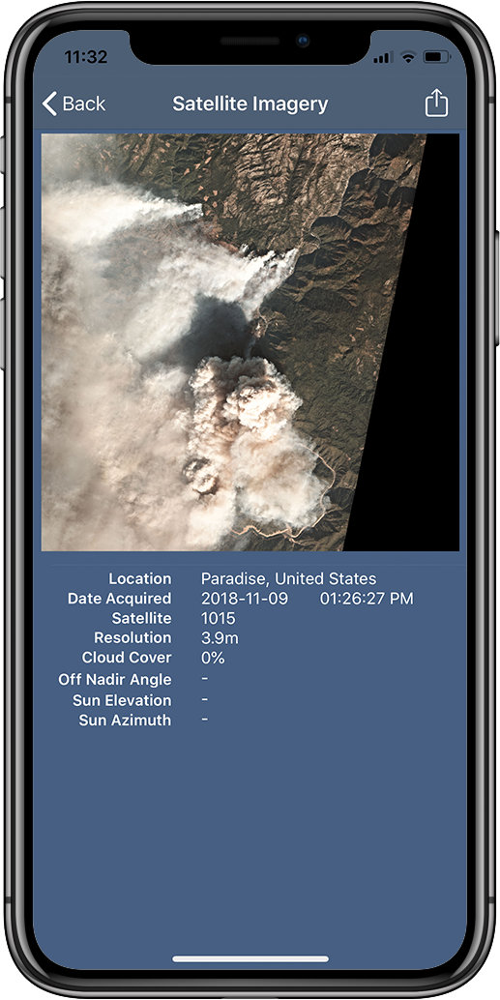 11:32
Back Satellite Imagery
Location Paradise, United States
Date Acquired 2018-11-09 01:26:27 PM
Satellite 1015
Resolution 3.9m
Cloud Cover 0%
Off Nadir Angle -
Sun Elevation -
Sun Azimuth -